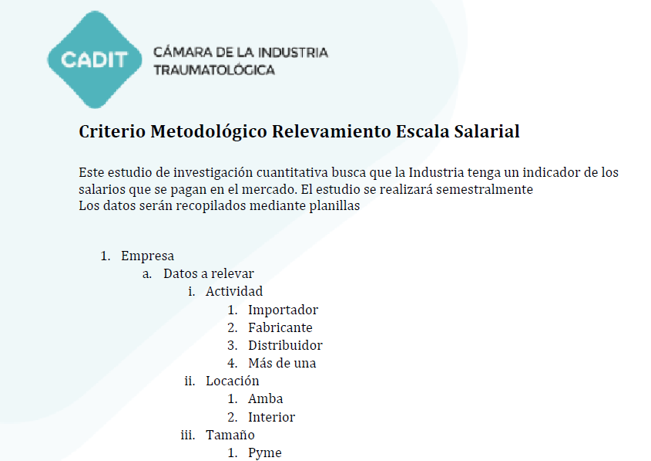 CADIT
CÁMARA DE LA INDUSTRIA
TRAUMATOLÓGICA
Criterio Metodológico Relevamiento Escala Salarial
Este estudio de investigación cuantitativa busca que la Industria tenga un indicador de los
salarios que se pagan en el mercado. El estudio se realizará semestralmente
Los datos serán recopilados mediante planillas
1. Empresa
a. Datos a relevar
i. Actividad
1. Importador
2. Fabricante
3. Distribuidor
4. Más de una
ii. Locación
1. Amba
2. Interior
iii. Tamaño
1. Pyme